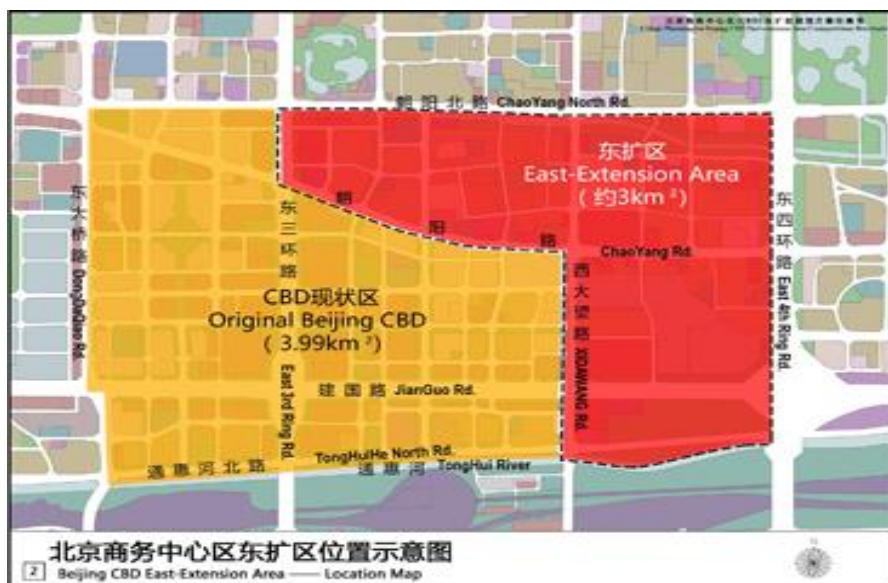 朝阳北路 ChaoYang North Rd.
东扩区
East-Extension Area
(约3km²)
东大桥路 DongDaQiao Rd.
东三环路
East 3rd Ring Rd.
朝阳路
ChaoYang Rd.
西大望路 XIDAWANG Rd.
东四环路 East 4th Ring Rd.
CBD现状区
Original Beijing CBD
(3.99km²)
建国路 JianGuo Rd.
通惠河北路 TongHuiHe North Rd.
通惠河 TongHui River
北京商务中心区东扩区位置示意图
2 Beijing CBD East-Extension Area —— Location Map